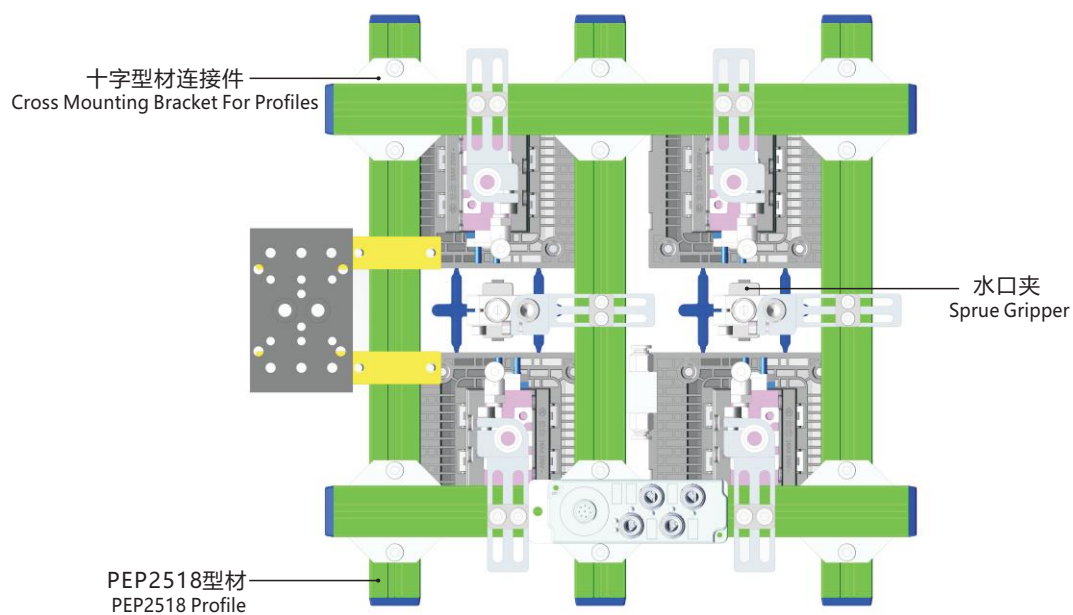 十字型材连接件
Cross Mounting Bracket For Profiles
水口夹
Sprue Gripper
PEP2518型材
PEP2518 Profile